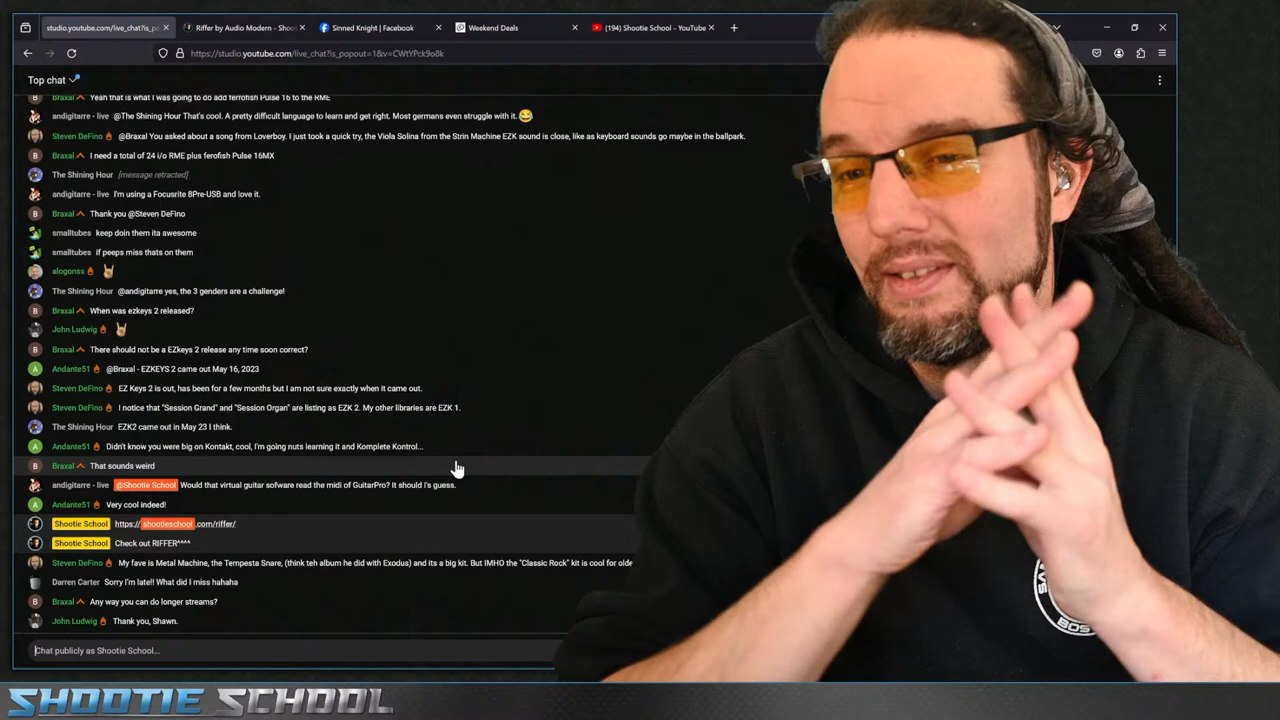 studio.youtube.com/live_chat?is_po
Riffer by Audio Modern - Shoo
Sinned Knight | Facebook
Weekend Deals
(194) Shootie School - YouTube
https://studio.youtube.com/live_chat?is_popout=1&v=CWtYPck9o8k
Top chat
Braxal Yeah that is what I was going to do add ferrofish Pulse 16 to the RME
andigitarre - live @The Shining Hour That's cool. A pretty difficult language to learn and get right. Most germans even struggle with it. 😂
Steven DeFino @Braxal You asked about a song from Loverboy. I just took a quick try, the Viola Solina from the Strin Machine EZK sound is close, like as keyboard sounds go maybe in the ballpark.
Braxal I need a total of 24 i/o RME plus ferofish Pulse 16MX
The Shining Hour [message retracted]
andigitarre - live I'm using a Focusrite 8Pre-USB and love it.
Braxal Thank you @Steven DeFino
smalltubes keep doin them ita awesome
smalltubes if peeps miss thats on them
alogonss 🤘
The Shining Hour @andigitarre yes, the 3 genders are a challenge!
Braxal When was ezkeys 2 released?
John Ludwig 🤘
Braxal There should not be a EZkeys 2 release any time soon correct?
Andante51 @Braxal - EZKEYS 2 came out May 16, 2023
Steven DeFino EZ Keys 2 is out, has been for a few months but I am not sure exactly when it came out.
Steven DeFino I notice that "Session Grand" and "Session Organ" are listing as EZK 2. My other libraries are EZK 1.
The Shining Hour EZK2 came out in May 23 I think.
Andante51 Didn't know you were big on Kontakt, cool, I'm going nuts learning it and Komplete Kontrol...
Braxal That sounds weird
andigitarre - live @Shootie School Would that virtual guitar sofware read the midi of GuitarPro? It should I's guess.
Andante51 Very cool indeed!
Shootie School https://shootieschool.com/riffer/
Shootie School Check out RIFFER^^^^
Steven DeFino My fave is Metal Machine, the Tempesta Snare, (think teh album he did with Exodus) and its a big kit. But IMHO the "Classic Rock" kit is cool for olde
Darren Carter Sorry I'm late!! What did I miss hahaha
Braxal Any way you can do longer streams?
John Ludwig Thank you, Shawn.
Chat publicly as Shootie School...
SHOOTIE SCHOOL